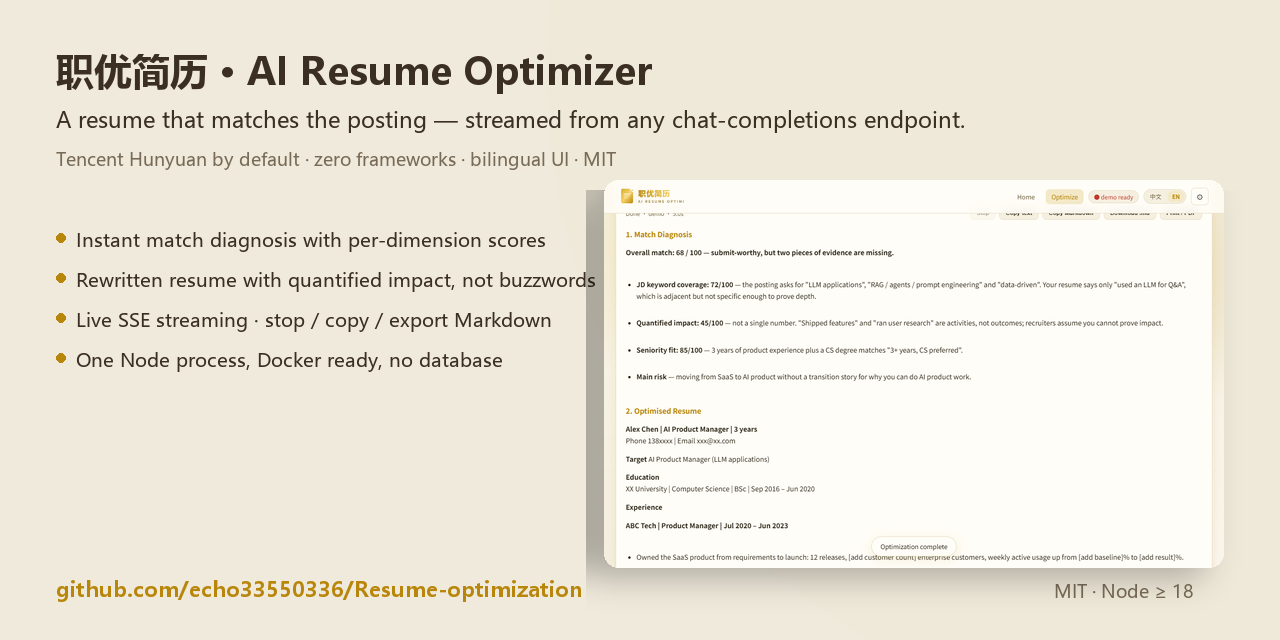 职优简历 • AI Resume Optimizer
A resume that matches the posting — streamed from any chat-completions endpoint.
Tencent Hunyuan by default · zero frameworks · bilingual UI · MIT
Instant match diagnosis with per-dimension scores
Rewritten resume with quantified impact, not buzzwords
Live SSE streaming · stop / copy / export Markdown
One Node process, Docker ready, no database
github.com/echo33550336/Resume-optimization
职优简历
AI RESUME OPTIMI
Home Optimize demo ready 中文 EN
1. Match Diagnosis
Overall match: 68 / 100 — submit-worthy, but two pieces of evidence are missing.
• JD keyword coverage: 72/100 — the posting asks for "LLM applications", "RAG / agents / prompt engineering" and "data-driven". Your resume says only "used an LLM for Q&A",
which is adjacent but not specific enough to prove depth.
• Quantified impact: 45/100 — not a single number. "Shipped features" and "ran user research" are activities, not outcomes; recruiters assume you cannot prove impact.
• Seniority fit: 85/100 — 3 years of product experience plus a CS degree matches "3+ years, CS preferred".
• Main risk — moving from SaaS to AI product without a transition story for why you can do AI product work.
2. Optimised Resume
Alex Chen | AI Product Manager | 3 years
Phone 138xxxx | Email xxx@xx.com
Target AI Product Manager (LLM applications)
Education
XX University | Computer Science | BSc | Sep 2016 – Jun 2020
Experience
ABC Tech | Product Manager | Jul 2020 – Jun 2023
Optimization complete
• Owned the SaaS product from requirements to launch: 12 releases, [add customer count] enterprise customers, weekly active usage up from [add baseline]% to [add result]%.
MIT · Node ≥ 18